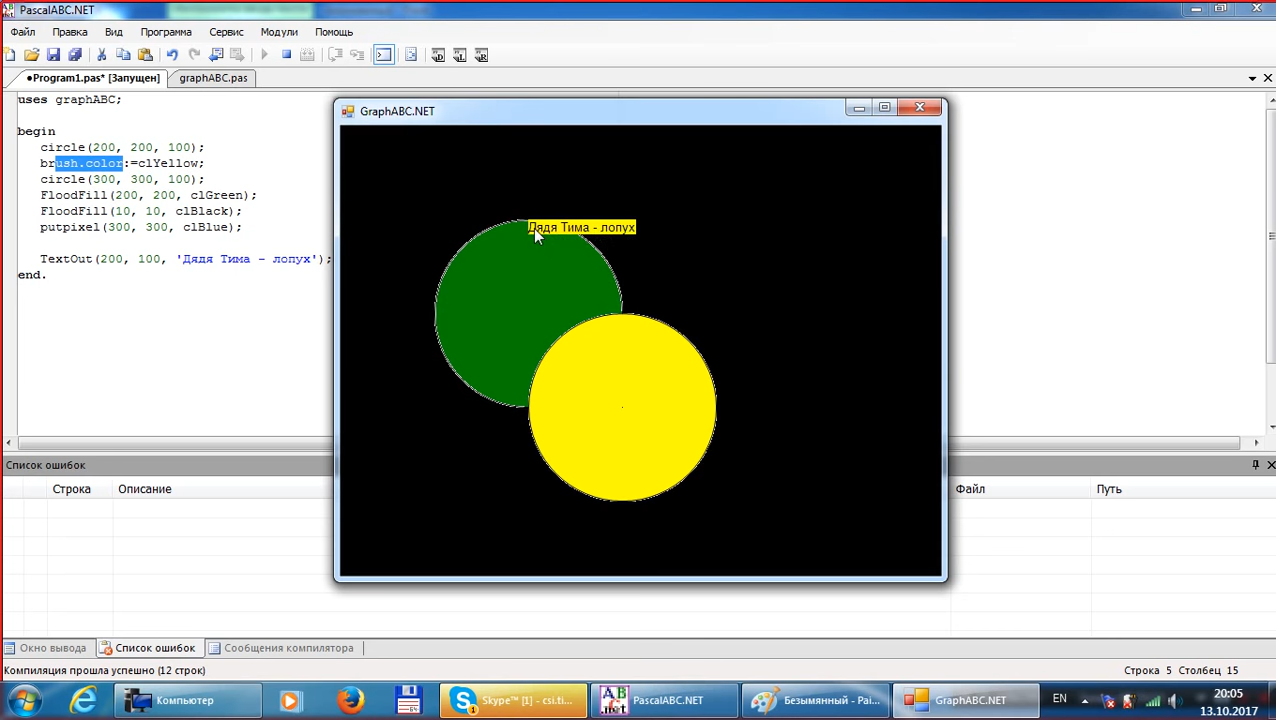 PascalABC.NET
Файл Правка Вид Программа Сервис Модули Помощь
•Program1.pas* [Запущен] graphABC.pas
uses graphABC;
begin
circle(200, 200, 100);
brush.color:=clYellow;
circle(300, 300, 100);
FloodFill(200, 200, clGreen);
FloodFill(10, 10, clBlack);
putpixel(300, 300, clBlue);
TextOut(200, 100, 'Дядя Тима - лопух');
end.
GraphABC.NET
Дядя Тима - лопух
Список ошибок
Строка Описание Файл Путь
Окно вывода Список ошибок Сообщения компилятора
Компиляция прошла успешно (12 строк) Строка 5 Столбец 15
Компьютер Skype™ [1] - csi.ti... PascalABC.NET Безымянный - Pai... GraphABC.NET EN 20:05
13.10.2017